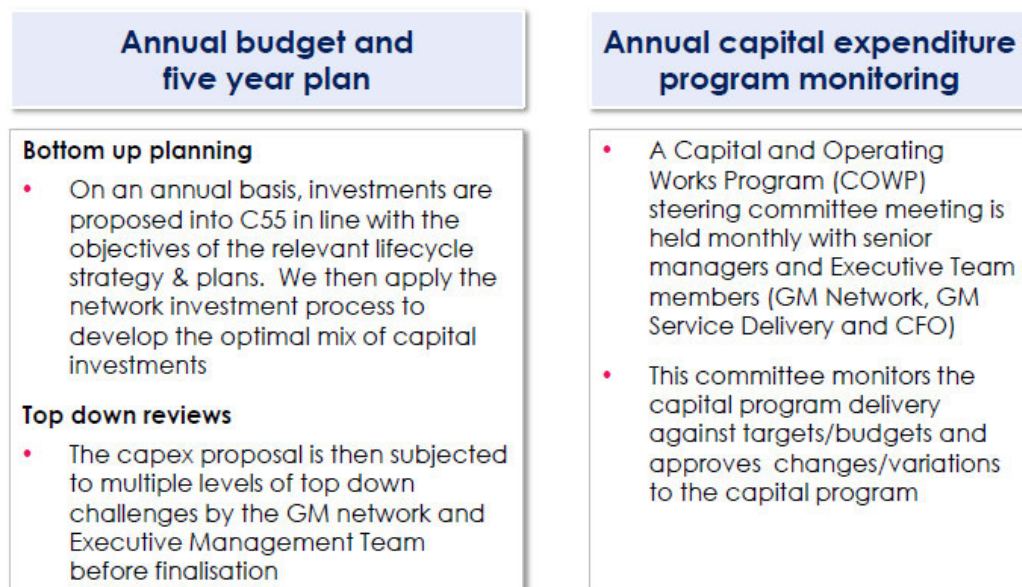 Annual budget and
five year plan
Bottom up planning
• On an annual basis, investments are
proposed into C55 in line with the
objectives of the relevant lifecycle
strategy & plans.  We then apply the
network investment process to
develop the optimal mix of capital
investments
Top down reviews
• The capex proposal is then subjected
to multiple levels of top down
challenges by the GM network and
Executive Management Team
before finalisation
Annual capital expenditure
program monitoring
• A Capital and Operating
Works Program (COWP)
steering committee meeting is
held monthly with senior
managers and Executive Team
members (GM Network, GM
Service Delivery and CFO)
• This committee monitors the
capital program delivery
against targets/budgets and
approves  changes/variations
to the capital program